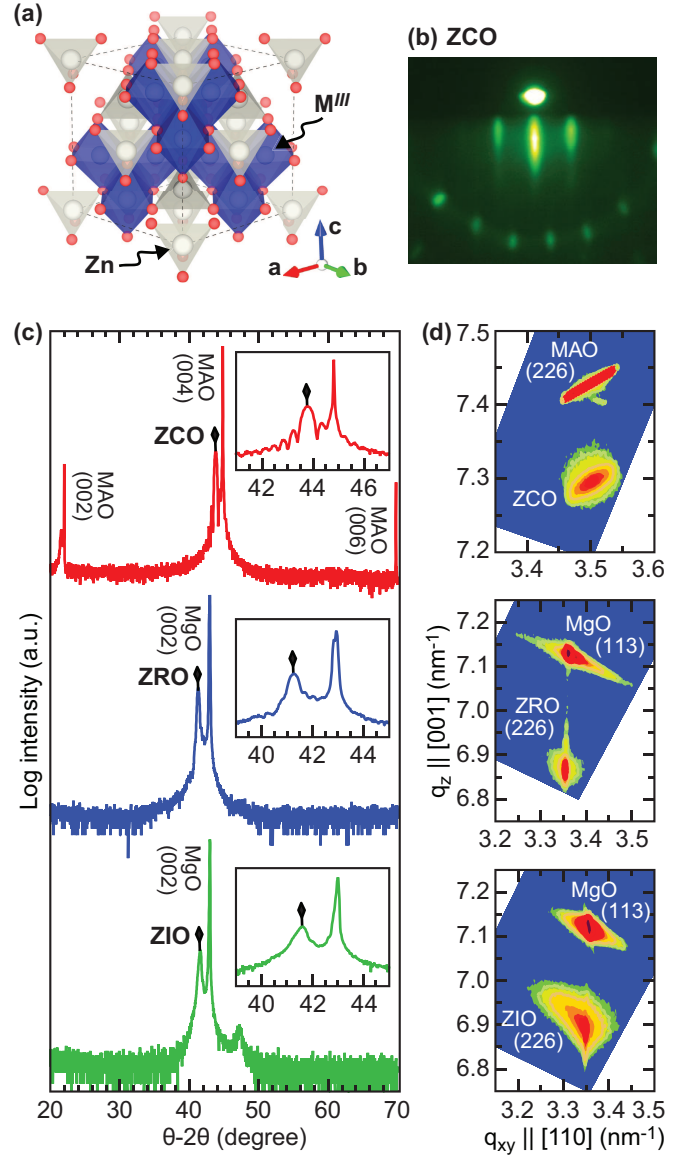 (a)
M^III
Zn
c
a
b
(b) ZCO
(c)
MAO
(002)
MAO
(004)
ZCO
MAO
(006)
42 44 46
MgO
(002)
ZRO
40 42 44
MgO
(002)
ZIO
40 42 44
Log intensity (a.u.)
20 30 40 50 60 70
θ-2θ (degree)
(d)
7.5
7.4
7.3
7.2
MAO
(226)
ZCO
3.4 3.5 3.6
7.2
7.1
7.0
6.9
6.8
MgO
(113)
ZRO
(226)
3.2 3.3 3.4 3.5
7.2
7.1
7.0
6.9
6.8
MgO
(113)
ZIO
(226)
3.2 3.3 3.4 3.5
q_z || [001] (nm⁻¹)
q_xy || [110] (nm⁻¹)